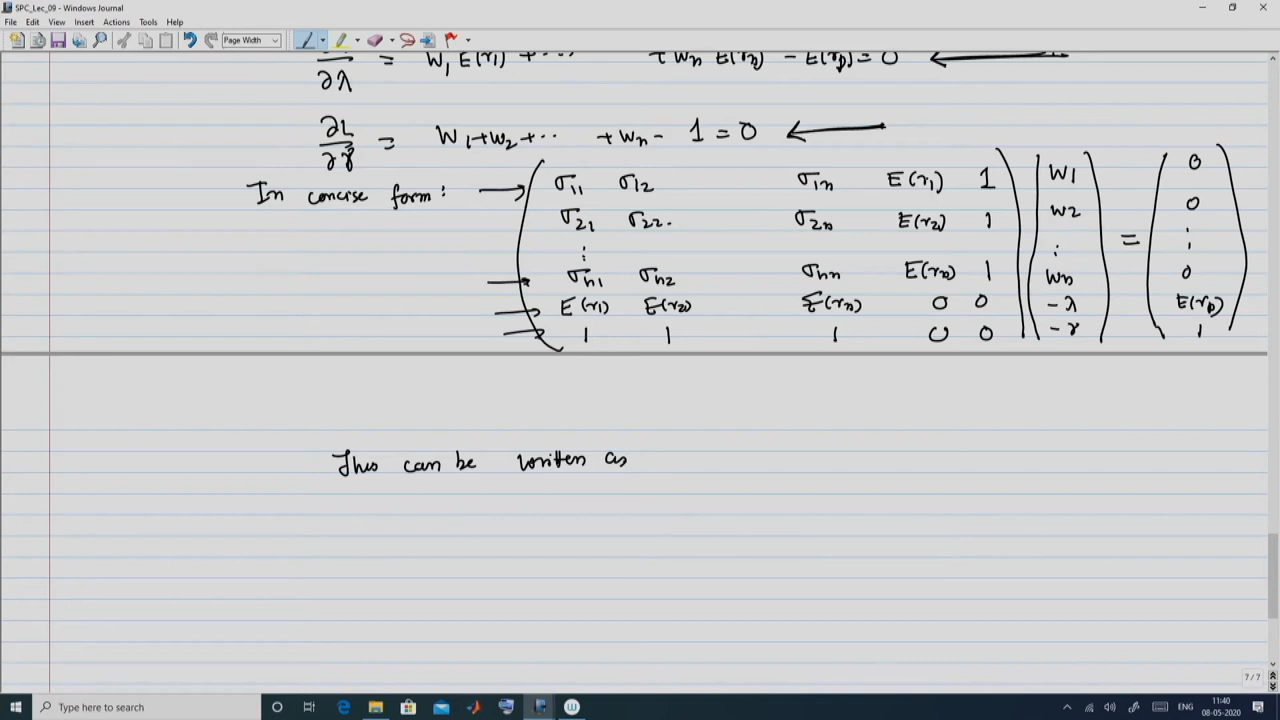 SPC_Lec_09 - Windows Journal
File Edit View Insert Actions Tools Help
Page Width
∂λ = W1 E(r1) + ··· + wn E(rn) - E(rp) = 0
∂L/∂γ = W1+w2+·· +wn - 1 = 0
In concise form:
σ11 σ12 σ1n E(r1) 1 W1 0
σ21 σ22. σ2n E(r2) 1 w2 0
⋮ ⋮ = ⋮
σn1 σn2 σnn E(rn) 1 wn 0
E(r1) E(r2) E(rn) 0 0 -λ E(rp)
1 1 1 0 0 -γ 1
This can be written as
7 / 7
Type here to search
ENG
11:40
08-05-2020